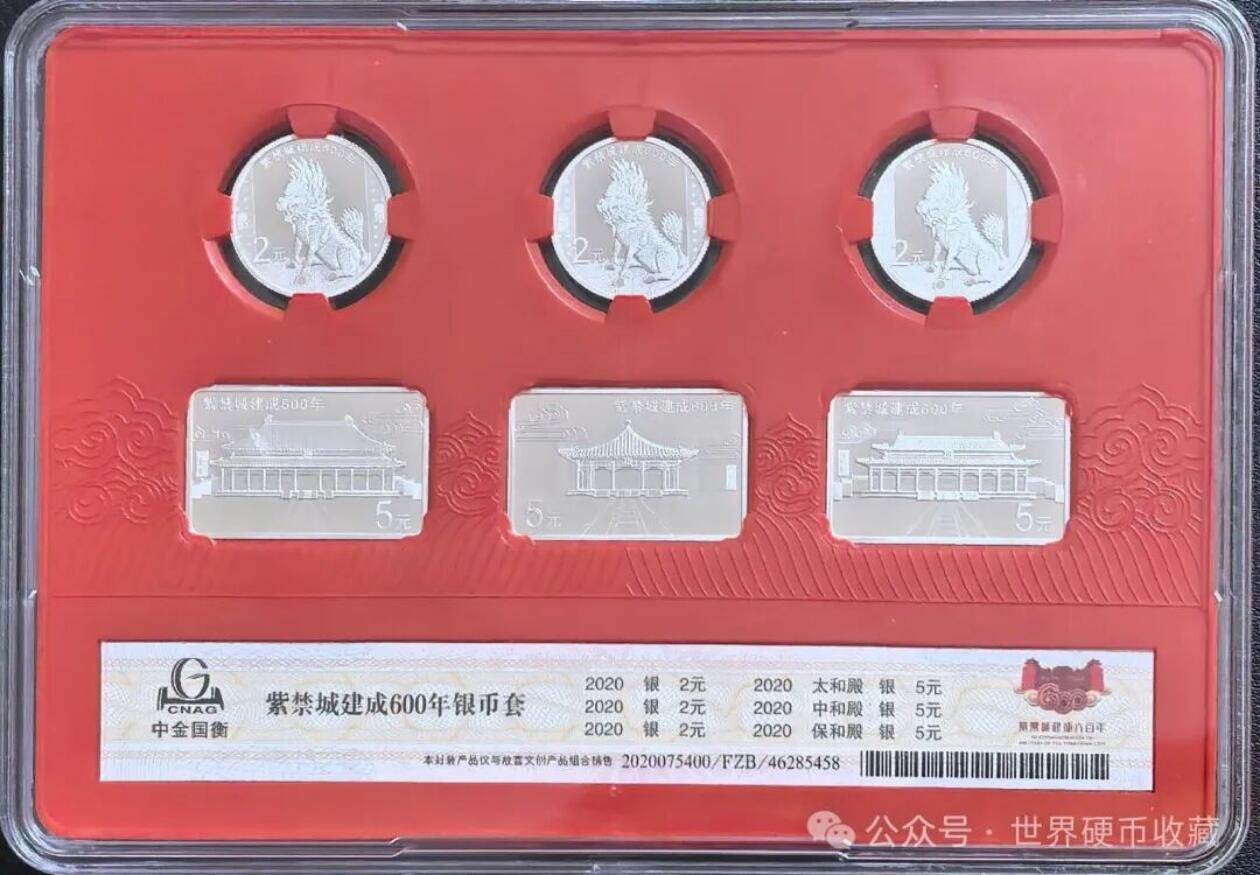 紫禁城建成600年
2元
紫禁城建成600年
2元
紫禁城建成600年
2元
紫禁城建成600年
5元
紫禁城建成600年
5元
紫禁城建成600年
5元
CNAG
中金国衡
紫禁城建成600年银币套
2020 银 2元 2020 太和殿 银 5元
2020 银 2元 2020 中和殿 银 5元
2020 银 2元 2020 保和殿 银 5元
600
紫禁城建成六百年
本封装产品仅与故宫文创产品组合销售 2020075400/FZB/46285458
公众号 · 世界硬币收藏